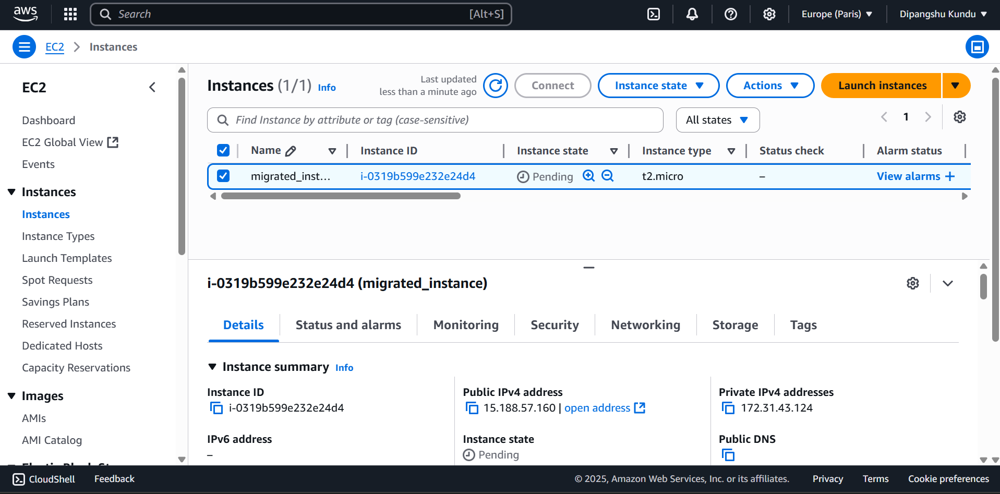 aws
Search [Alt+S]
Europe (Paris)
Dipangshu Kundu
EC2 Instances
EC2
Dashboard
EC2 Global View
Events
Instances
Instances
Instance Types
Launch Templates
Spot Requests
Savings Plans
Reserved Instances
Dedicated Hosts
Capacity Reservations
Images
AMIs
AMI Catalog
Instances (1/1) Info
Last updated
less than a minute ago
Connect
Instance state
Actions
Launch instances
Find Instance by attribute or tag (case-sensitive)
All states
1
Name Instance ID Instance state Instance type Status check Alarm status
migrated_inst... i-0319b599e232e24d4 Pending t2.micro – View alarms +
i-0319b599e232e24d4 (migrated_instance)
Details Status and alarms Monitoring Security Networking Storage Tags
Instance summary Info
Instance ID
i-0319b599e232e24d4
Public IPv4 address
15.188.57.160 | open address
Private IPv4 addresses
172.31.43.124
IPv6 address
–
Instance state
Pending
Public DNS
CloudShell Feedback
© 2025, Amazon Web Services, Inc. or its affiliates. Privacy Terms Cookie preferences